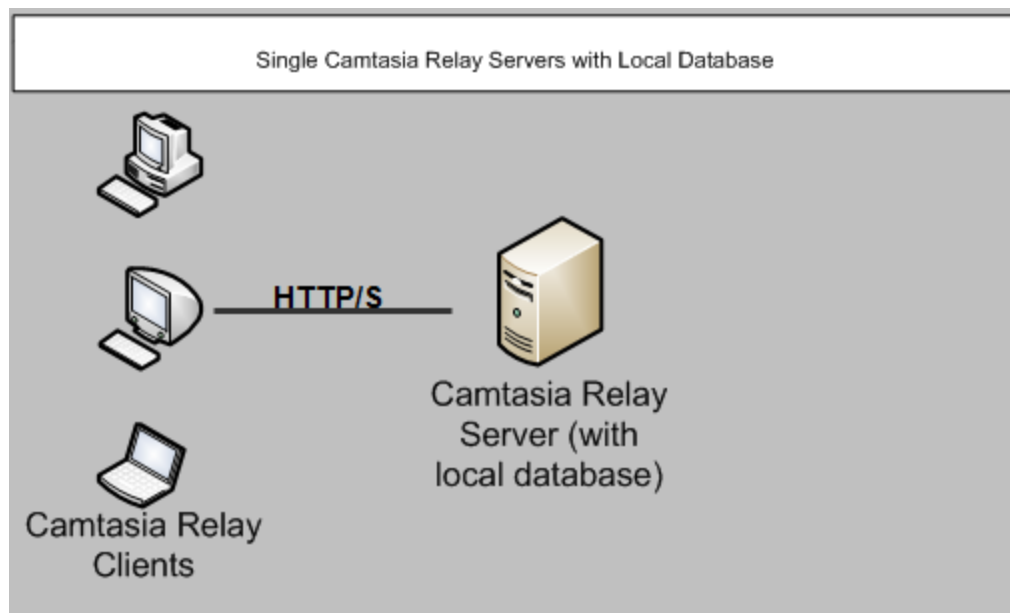 Single Camtasia Relay Servers with Local Database
HTTP/S
Camtasia Relay
Server (with
local database)
Camtasia Relay
Clients